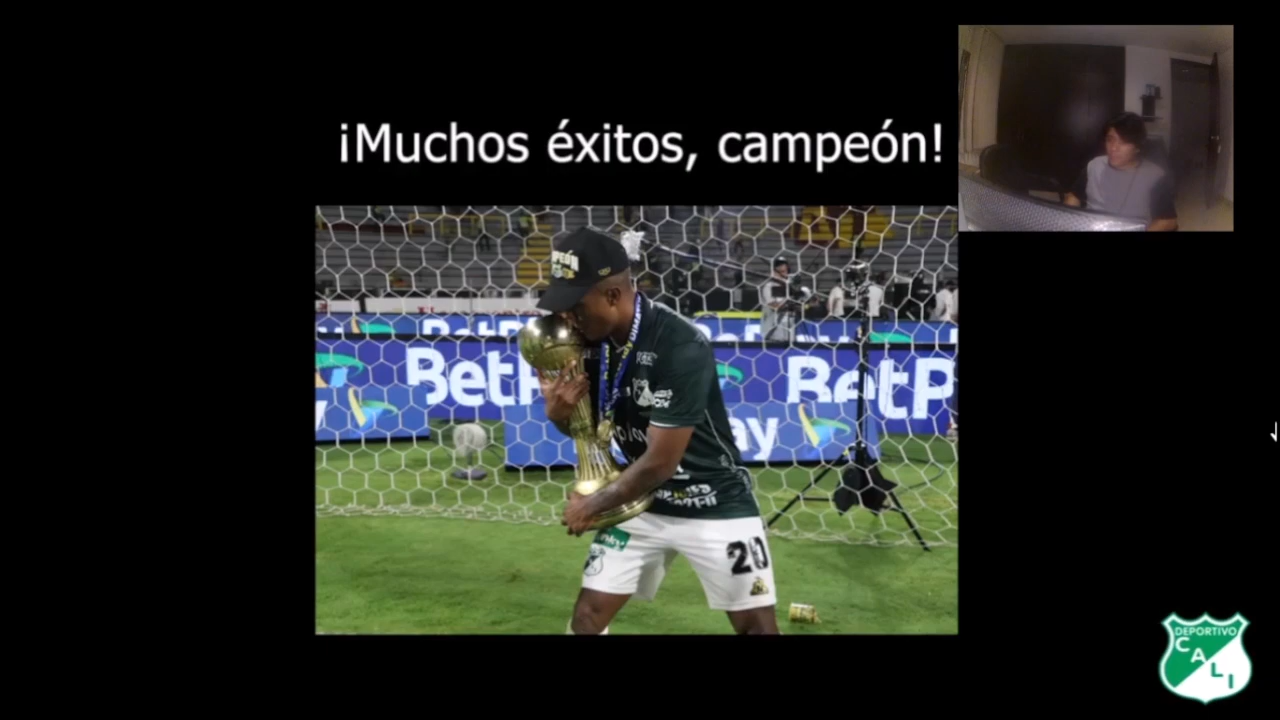 ¡Muchos éxitos, campeón!
BetP
BetP
ay
20
DEPORTIVO
CALI